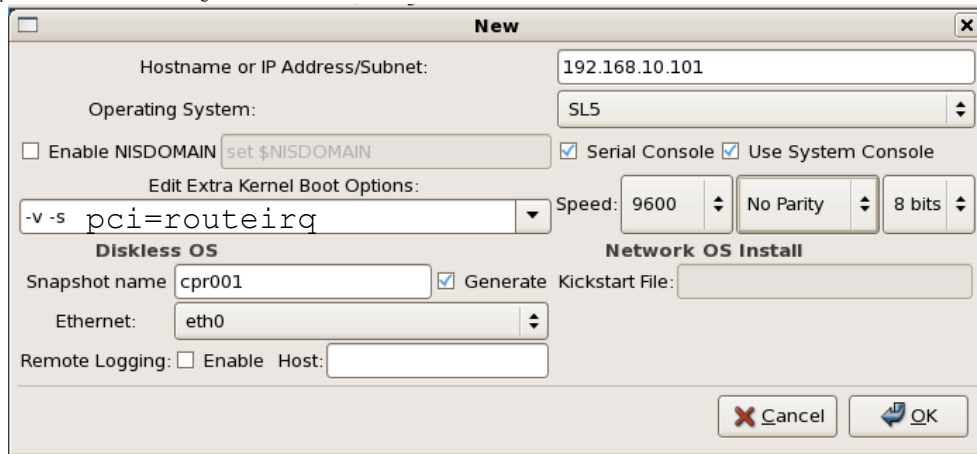 New
Hostname or IP Address/Subnet: 192.168.10.101
Operating System: SL5
Enable NISDOMAIN set $NISDOMAIN Serial Console Use System Console
Edit Extra Kernel Boot Options:
-v -s pci=routeirq Speed: 9600 No Parity 8 bits
Diskless OS Network OS Install
Snapshot name cpr001 Generate Kickstart File:
Ethernet: eth0
Remote Logging: Enable Host:
Cancel OK